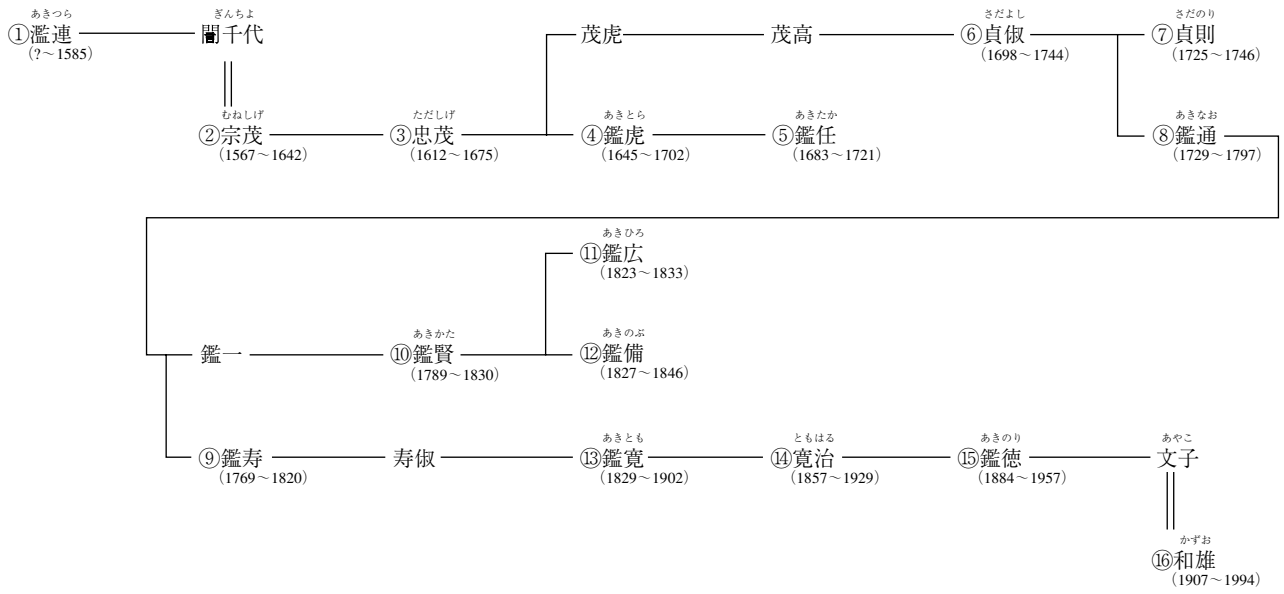 あきつら
①濫連
(?～1585)
ぎんちよ
誾千代
茂虎
茂高
さだよし
⑥貞俶
(1698～1744)
さだのり
⑦貞則
(1725～1746)
むねしげ
②宗茂
(1567～1642)
ただしげ
③忠茂
(1612～1675)
あきとら
④鑑虎
(1645～1702)
あきたか
⑤鑑任
(1683～1721)
あきなお
⑧鑑通
(1729～1797)
あきひろ
⑪鑑広
(1823～1833)
鑑一
あきかた
⑩鑑賢
(1789～1830)
あきのぶ
⑫鑑備
(1827～1846)
⑨鑑寿
(1769～1820)
寿俶
あきとも
⑬鑑寛
(1829～1902)
ともはる
⑭寛治
(1857～1929)
あきのり
⑮鑑徳
(1884～1957)
あやこ
文子
かずお
⑯和雄
(1907～1994)